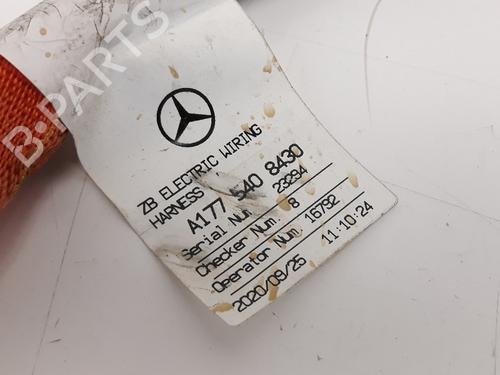 B-PARTS
ZB ELECTRIC WIRING
HARNESS
A177 540 8430
Serial Num. 23294
Checker Num. 8
Operator Num. 16792
2020/09/25 11:10:24